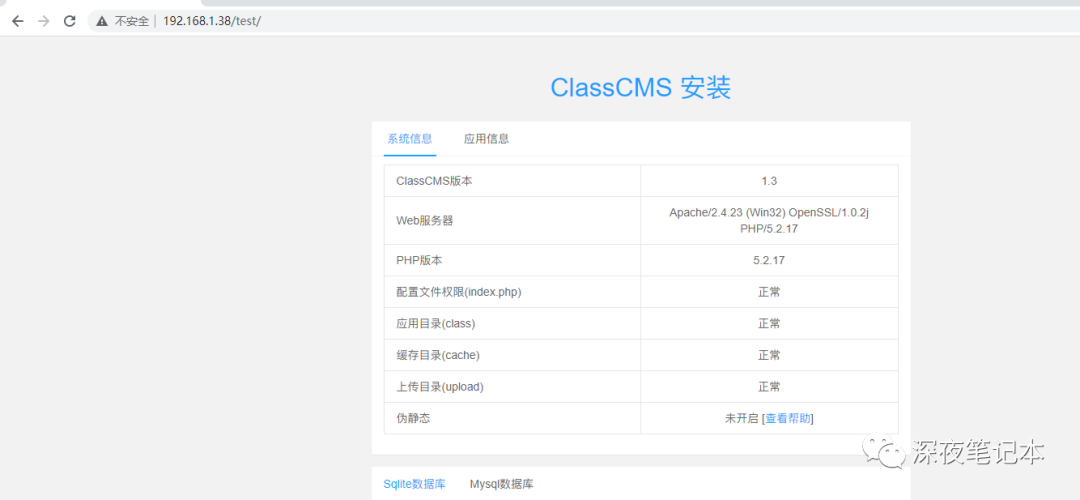 不安全 192.168.1.38/test/
ClassCMS 安装
系统信息 应用信息
ClassCMS版本 1.3
Web服务器 Apache/2.4.23 (Win32) OpenSSL/1.0.2j
PHP/5.2.17
PHP版本 5.2.17
配置文件权限(index.php) 正常
应用目录(class) 正常
缓存目录(cache) 正常
上传目录(upload) 正常
伪静态 未开启 [查看帮助]
深夜笔记本
Sqlite数据库 Mysql数据库